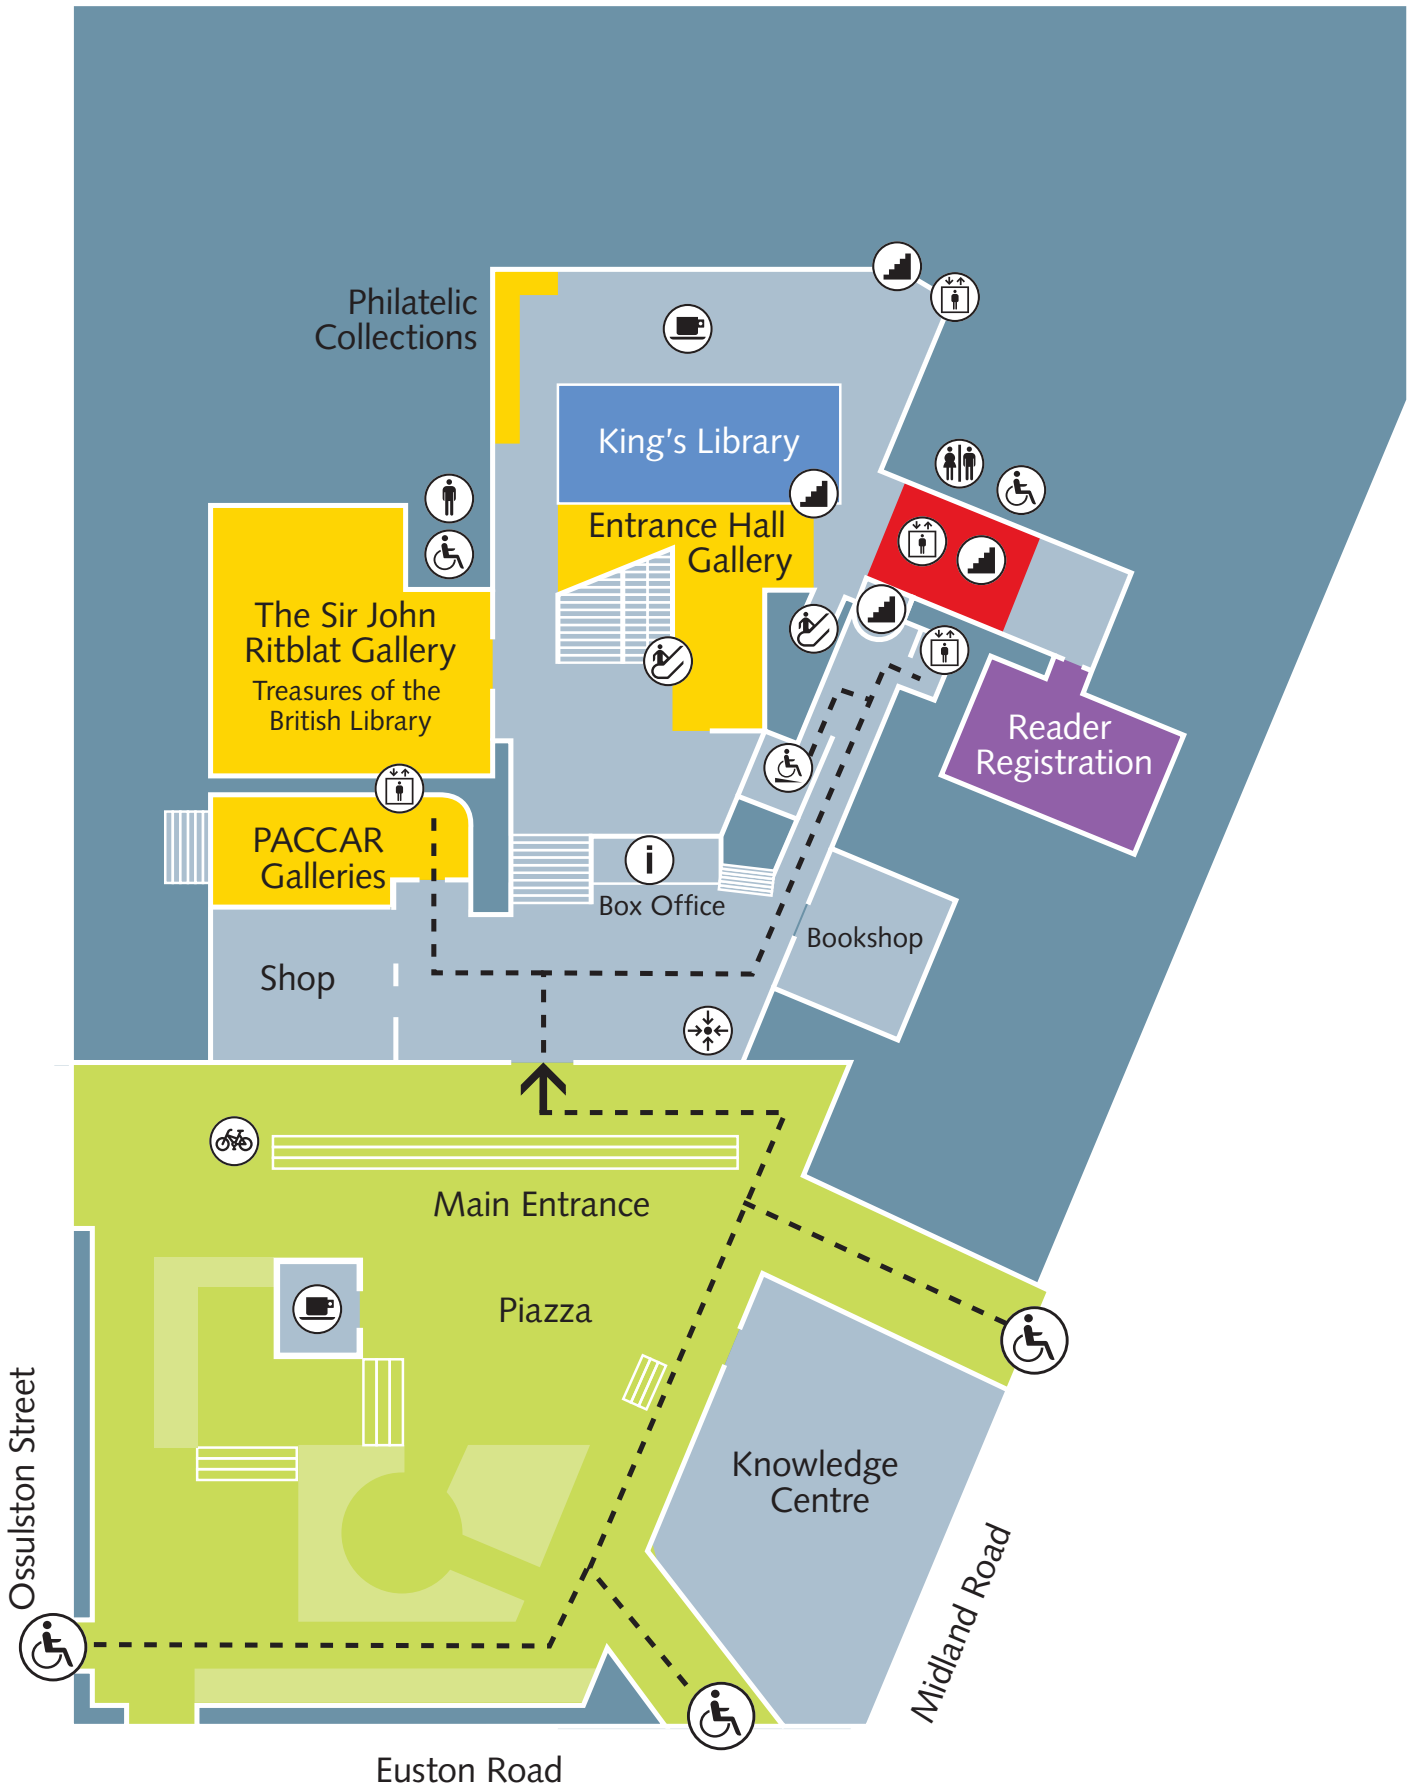 Philatelic
Collections
King's Library
Entrance Hall
Gallery
The Sir John
Ritblat Gallery
Treasures of the
British Library
Reader
Registration
PACCAR
Galleries
i
Box Office
Bookshop
Shop
Main Entrance
Piazza
Knowledge
Centre
Ossulston Street
Midland Road
Euston Road